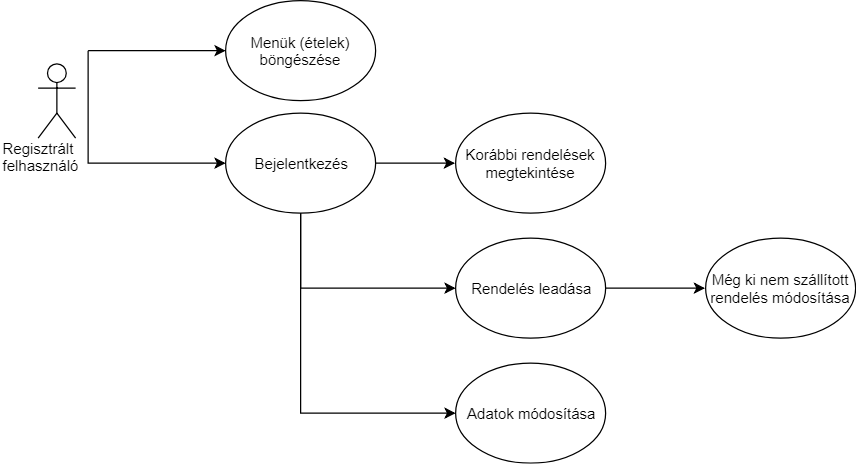 Menük (ételek)
böngészése
Regisztrált
felhasználó
Bejelentkezés
Korábbi rendelések
megtekintése
Rendelés leadása
Még ki nem szállított
rendelés módosítása
Adatok módosítása